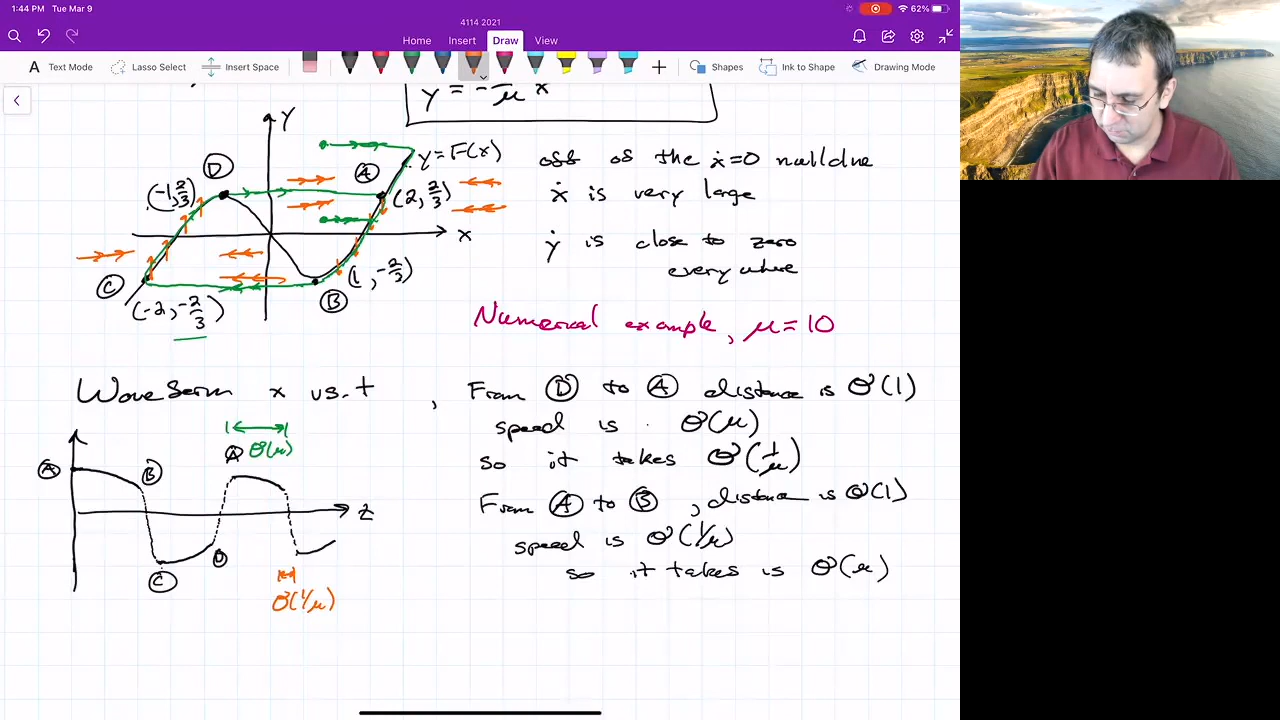 1:44 PM Tue Mar 9
4114 2021
62%
Home Insert Draw View
Text Mode Lasso Select Insert Space Shapes Ink to Shape Drawing Mode
y = - x
μ
Y
D
A
y = F(x)
(-1, 2/3)
(2, 2/3)
x
C
(1, -2/3)
B
(-2, -2/3)
off of the ẋ=0 nullcline
ẋ is very large
ẏ is close to zero
everywhere
Numerical example, μ = 10
Waveform x vs. t ,
A
B
A
O(μ)
C
D
O(1/μ)
From D to A distance is O(1)
speed is O(μ)
so it takes O(1/μ)
From A to B , distance is O(1)
speed is O(1/μ)
so it takes is O(μ)